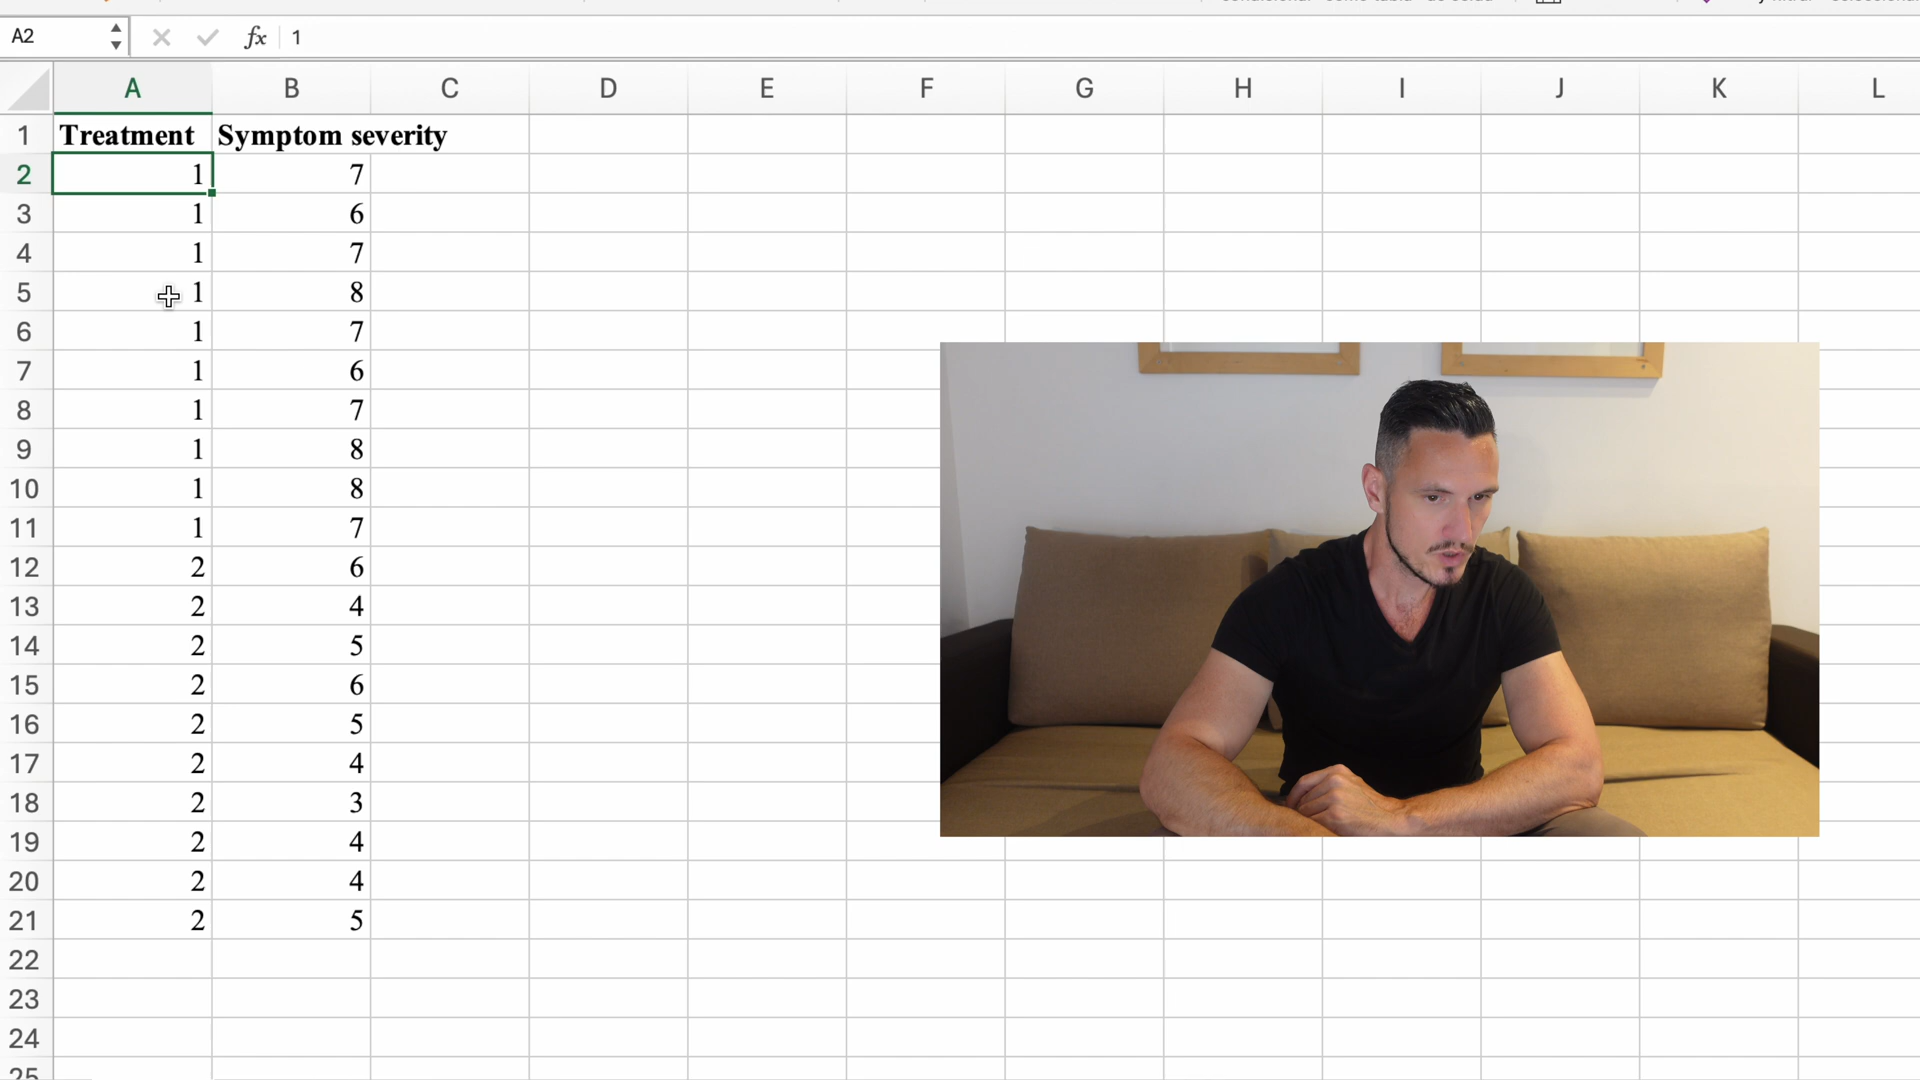 A2 fx 1
A B C D E F G H I J K L
1 Treatment Symptom severity
2 1 7
3 1 6
4 1 7
5 1 8
6 1 7
7 1 6
8 1 7
9 1 8
10 1 8
11 1 7
12 2 6
13 2 4
14 2 5
15 2 6
16 2 5
17 2 4
18 2 3
19 2 4
20 2 4
21 2 5
22
23
24
25